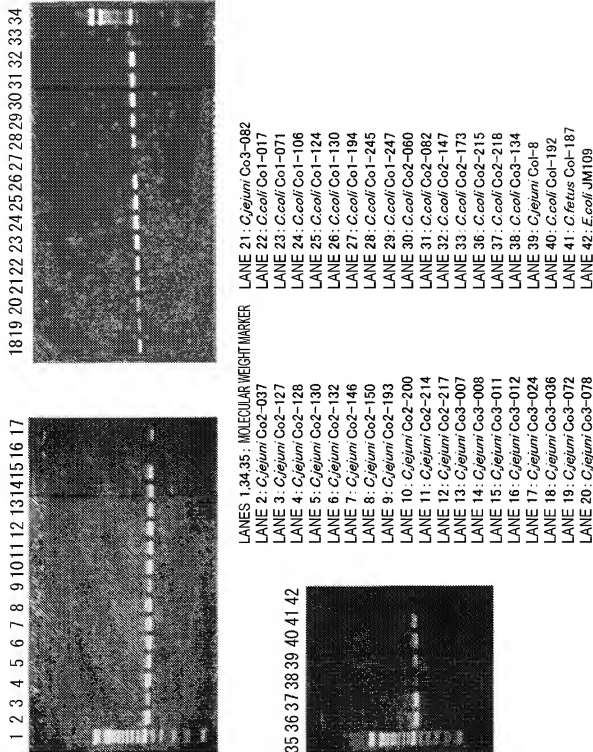 1 2 3 4 5 6 7 8 9 10 11 12 13 14 15 16 17
18 19 20 21 22 23 24 25 26 27 28 29 30 31 32 33 34
35 36 37 38 39 40 41 42
LANES 1,34,35: MOLECULAR WEIGHT MARKER
LANE 2: C.jejuni Co2-037
LANE 3: C.jejuni Co2-127
LANE 4: C.jejuni Co2-128
LANE 5: C.jejuni Co2-130
LANE 6: C.jejuni Co2-132
LANE 7: C.jejuni Co2-146
LANE 8: C.jejuni Co2-150
LANE 9: C.jejuni Co2-193
LANE 10: C.jejuni Co2-200
LANE 11: C.jejuni Co2-214
LANE 12: C.jejuni Co2-217
LANE 13: C.jejuni Co3-007
LANE 14: C.jejuni Co3-008
LANE 15: C.jejuni Co3-011
LANE 16: C.jejuni Co3-012
LANE 17: C.jejuni Co3-024
LANE 18: C.jejuni Co3-036
LANE 19: C.jejuni Co3-072
LANE 20: C.jejuni Co3-078
LANE 21: C.jejuni Co3-082
LANE 22: C.coli Co1-017
LANE 23: C.coli Co1-071
LANE 24: C.coli Co1-106
LANE 25: C.coli Co1-124
LANE 26: C.coli Co1-130
LANE 27: C.coli Co1-194
LANE 28: C.coli Co1-245
LANE 29: C.coli Co1-247
LANE 30: C.coli Co2-060
LANE 31: C.coli Co2-082
LANE 32: C.coli Co2-147
LANE 33: C.coli Co2-173
LANE 36: C.coli Co2-215
LANE 37: C.coli Co2-218
LANE 38: C.coli Co3-134
LANE 39: C.jejuni Col-8
LANE 40: C.coli Col-192
LANE 41: C.fetus Col-187
LANE 42: E.coli JM109